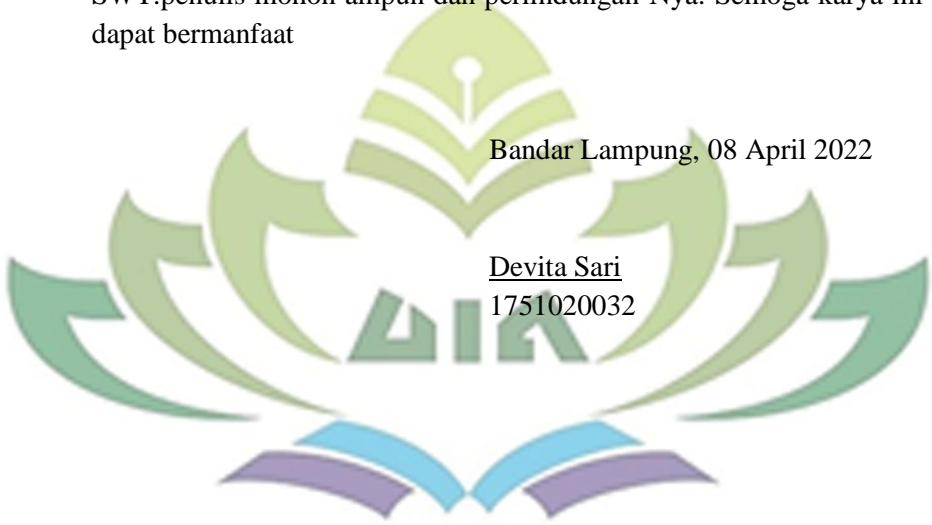 SWT.penulis mohon ampun dan perlindungan-Nya. Semoga karya ini
dapat bermanfaat
Bandar Lampung, 08 April 2022
Devita Sari
1751020032